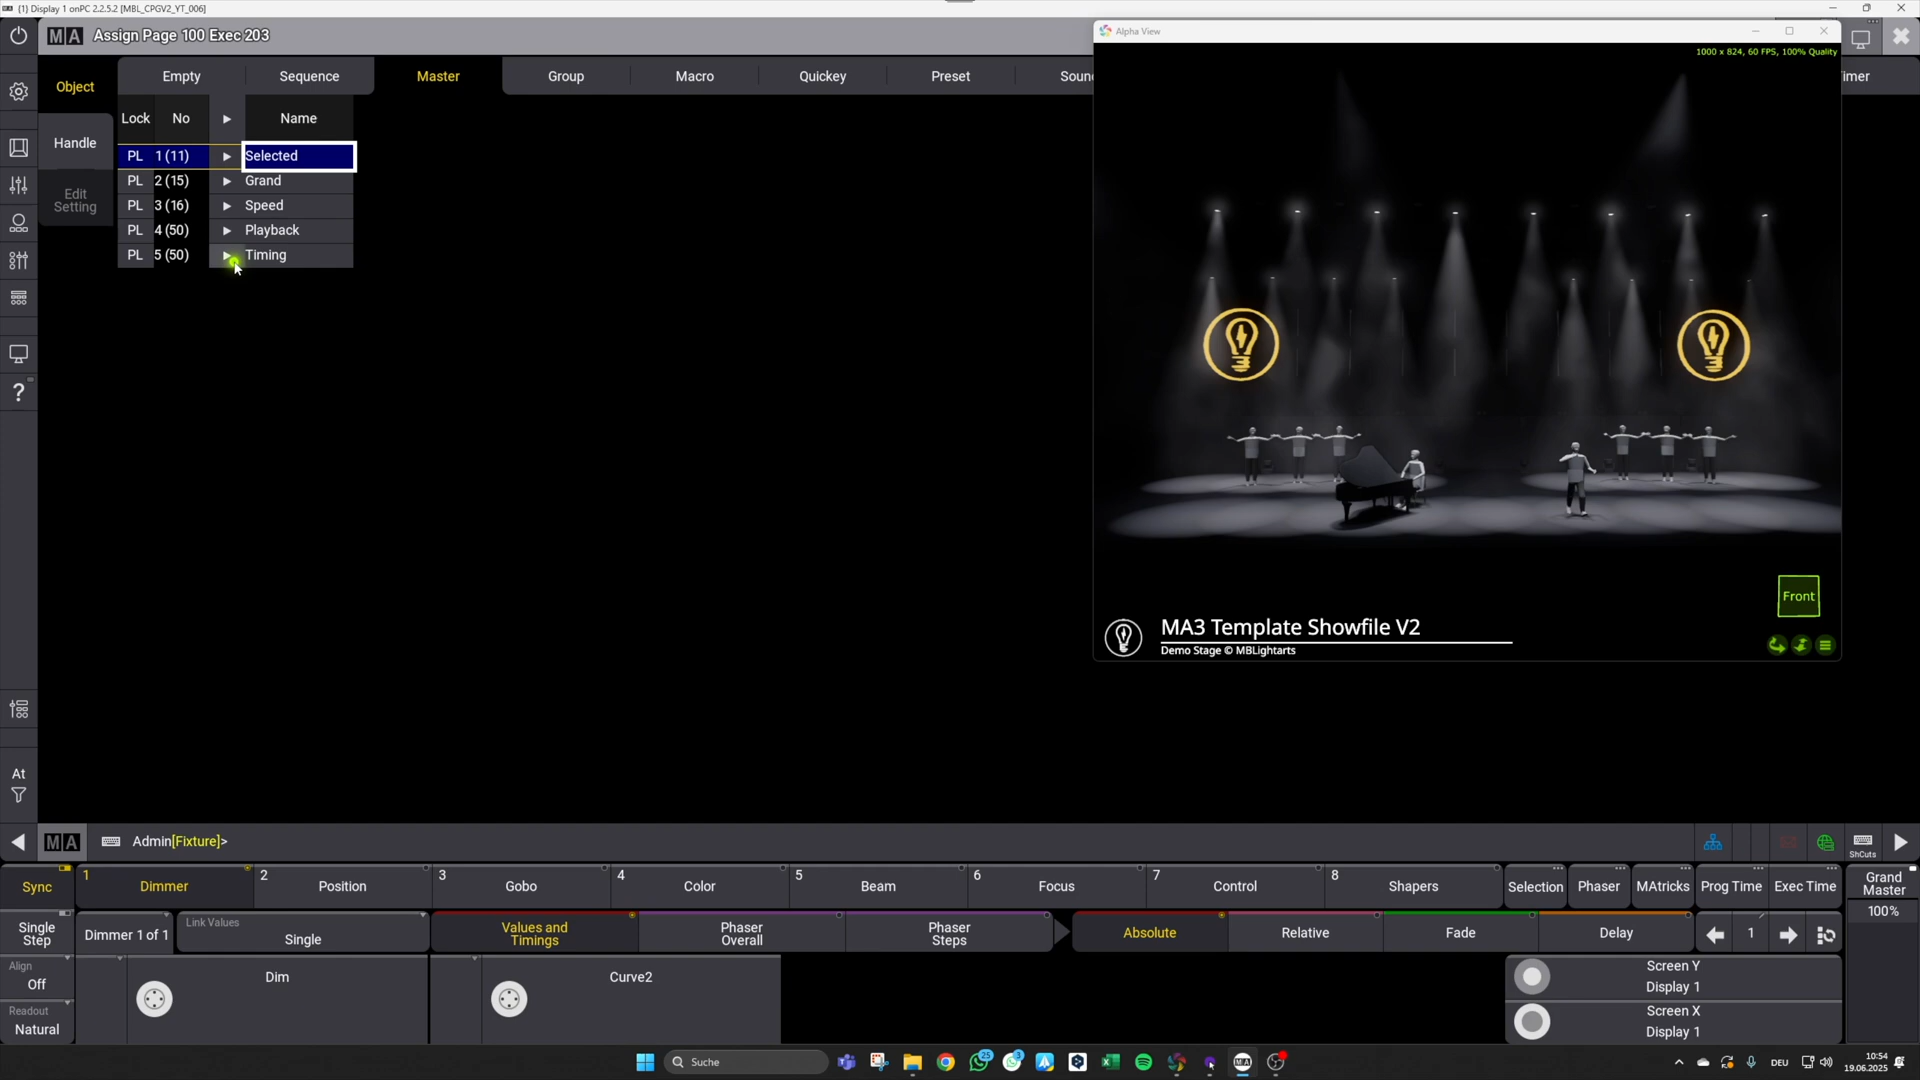 (1) Display 1 onPC 2.2.5.2 [MBL_CPGV2_YT_006]
MA Assign Page 100 Exec 203
Alpha View
1000 x 824, 60 FPS, 100% Quality
Object
Empty
Sequence
Master
Group
Macro
Quickey
Preset
Soun
imer
Lock
No
Name
Handle
PL 1 (11) Selected
Edit
Setting
PL 2 (15) Grand
PL 3 (16) Speed
PL 4 (50) Playback
PL 5 (50) Timing
?
Front
MA3 Template Showfile V2
Demo Stage © MBLightarts
At
MA
Admin[Fixture]>
ShCuts
Sync
1 Dimmer
2 Position
3 Gobo
4 Color
5 Beam
6 Focus
7 Control
8 Shapers
Selection
Phaser
MAtricks
Prog Time
Exec Time
Grand
Master
100%
Single
Step
Dimmer 1 of 1
Link Values
Single
Values and
Timings
Phaser
Overall
Phaser
Steps
Absolute
Relative
Fade
Delay
1
Align
Off
Dim
Curve2
Screen Y
Display 1
Readout
Natural
Screen X
Display 1
Suche
25
3
MA
DEU
10:54
19.06.2025